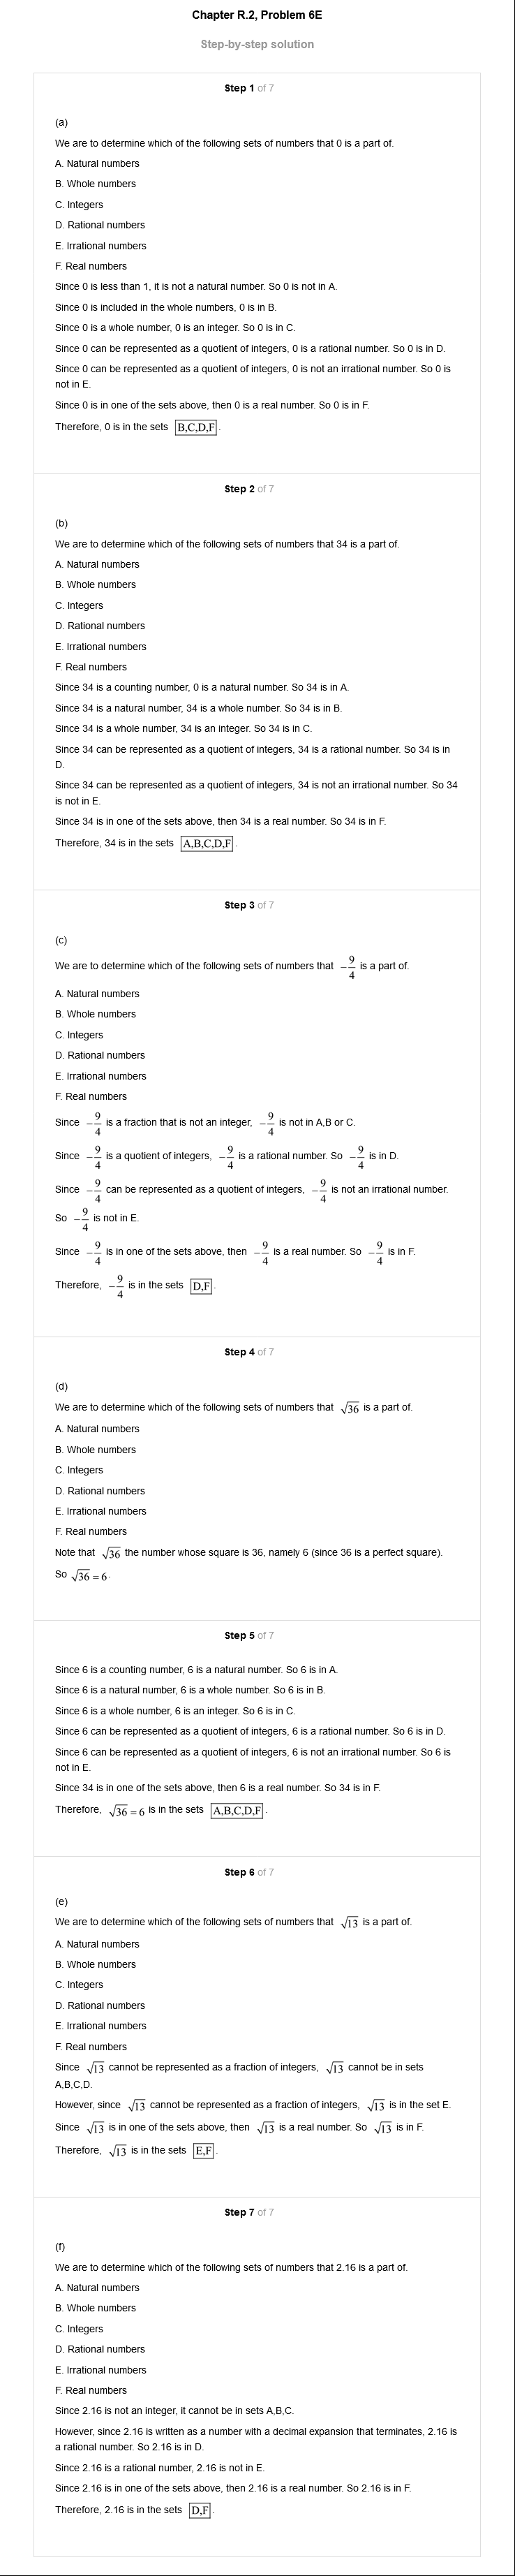 Chapter R.2, Problem 6E
Step-by-step solution
Step 1 of 7
(a)
We are to determine which of the following sets of numbers that 0 is a part of.
A. Natural numbers
B. Whole numbers
C. Integers
D. Rational numbers
E. Irrational numbers
F. Real numbers
Since 0 is less than 1, it is not a natural number. So 0 is not in A.
Since 0 is included in the whole numbers, 0 is in B.
Since 0 is a whole number, 0 is an integer. So 0 is in C.
Since 0 can be represented as a quotient of integers, 0 is a rational number. So 0 is in D.
Since 0 can be represented as a quotient of integers, 0 is not an irrational number. So 0 is
not in E.
Since 0 is in one of the sets above, then 0 is a real number. So 0 is in F.
Therefore, 0 is in the sets B,C,D,F.
Step 2 of 7
(b)
We are to determine which of the following sets of numbers that 34 is a part of.
A. Natural numbers
B. Whole numbers
C. Integers
D. Rational numbers
E. Irrational numbers
F. Real numbers
Since 34 is a counting number, 0 is a natural number. So 34 is in A.
Since 34 is a natural number, 34 is a whole number. So 34 is in B.
Since 34 is a whole number, 34 is an integer. So 34 is in C.
Since 34 can be represented as a quotient of integers, 34 is a rational number. So 34 is in
D.
Since 34 can be represented as a quotient of integers, 34 is not an irrational number. So 34
is not in E.
Since 34 is in one of the sets above, then 34 is a real number. So 34 is in F.
Therefore, 34 is in the sets A,B,C,D,F.
Step 3 of 7
(c)
We are to determine which of the following sets of numbers that −9/4 is a part of.
A. Natural numbers
B. Whole numbers
C. Integers
D. Rational numbers
E. Irrational numbers
F. Real numbers
Since −9/4 is a fraction that is not an integer, −9/4 is not in A,B or C.
Since −9/4 is a quotient of integers, −9/4 is a rational number. So −9/4 is in D.
Since −9/4 can be represented as a quotient of integers, −9/4 is not an irrational number.
So −9/4 is not in E.
Since −9/4 is in one of the sets above, then −9/4 is a real number. So −9/4 is in F.
Therefore, −9/4 is in the sets D,F.
Step 4 of 7
(d)
We are to determine which of the following sets of numbers that √36 is a part of.
A. Natural numbers
B. Whole numbers
C. Integers
D. Rational numbers
E. Irrational numbers
F. Real numbers
Note that √36 the number whose square is 36, namely 6 (since 36 is a perfect square).
So √36 = 6.
Step 5 of 7
Since 6 is a counting number, 6 is a natural number. So 6 is in A.
Since 6 is a natural number, 6 is a whole number. So 6 is in B.
Since 6 is a whole number, 6 is an integer. So 6 is in C.
Since 6 can be represented as a quotient of integers, 6 is a rational number. So 6 is in D.
Since 6 can be represented as a quotient of integers, 6 is not an irrational number. So 6 is
not in E.
Since 34 is in one of the sets above, then 6 is a real number. So 34 is in F.
Therefore, √36 = 6 is in the sets A,B,C,D,F.
Step 6 of 7
(e)
We are to determine which of the following sets of numbers that √13 is a part of.
A. Natural numbers
B. Whole numbers
C. Integers
D. Rational numbers
E. Irrational numbers
F. Real numbers
Since √13 cannot be represented as a fraction of integers, √13 cannot be in sets
A,B,C,D.
However, since √13 cannot be represented as a fraction of integers, √13 is in the set E.
Since √13 is in one of the sets above, then √13 is a real number. So √13 is in F.
Therefore, √13 is in the sets E,F.
Step 7 of 7
(f)
We are to determine which of the following sets of numbers that 2.16 is a part of.
A. Natural numbers
B. Whole numbers
C. Integers
D. Rational numbers
E. Irrational numbers
F. Real numbers
Since 2.16 is not an integer, it cannot be in sets A,B,C.
However, since 2.16 is written as a number with a decimal expansion that terminates, 2.16 is
a rational number. So 2.16 is in D.
Since 2.16 is a rational number, 2.16 is not in E.
Since 2.16 is in one of the sets above, then 2.16 is a real number. So 2.16 is in F.
Therefore, 2.16 is in the sets D,F.